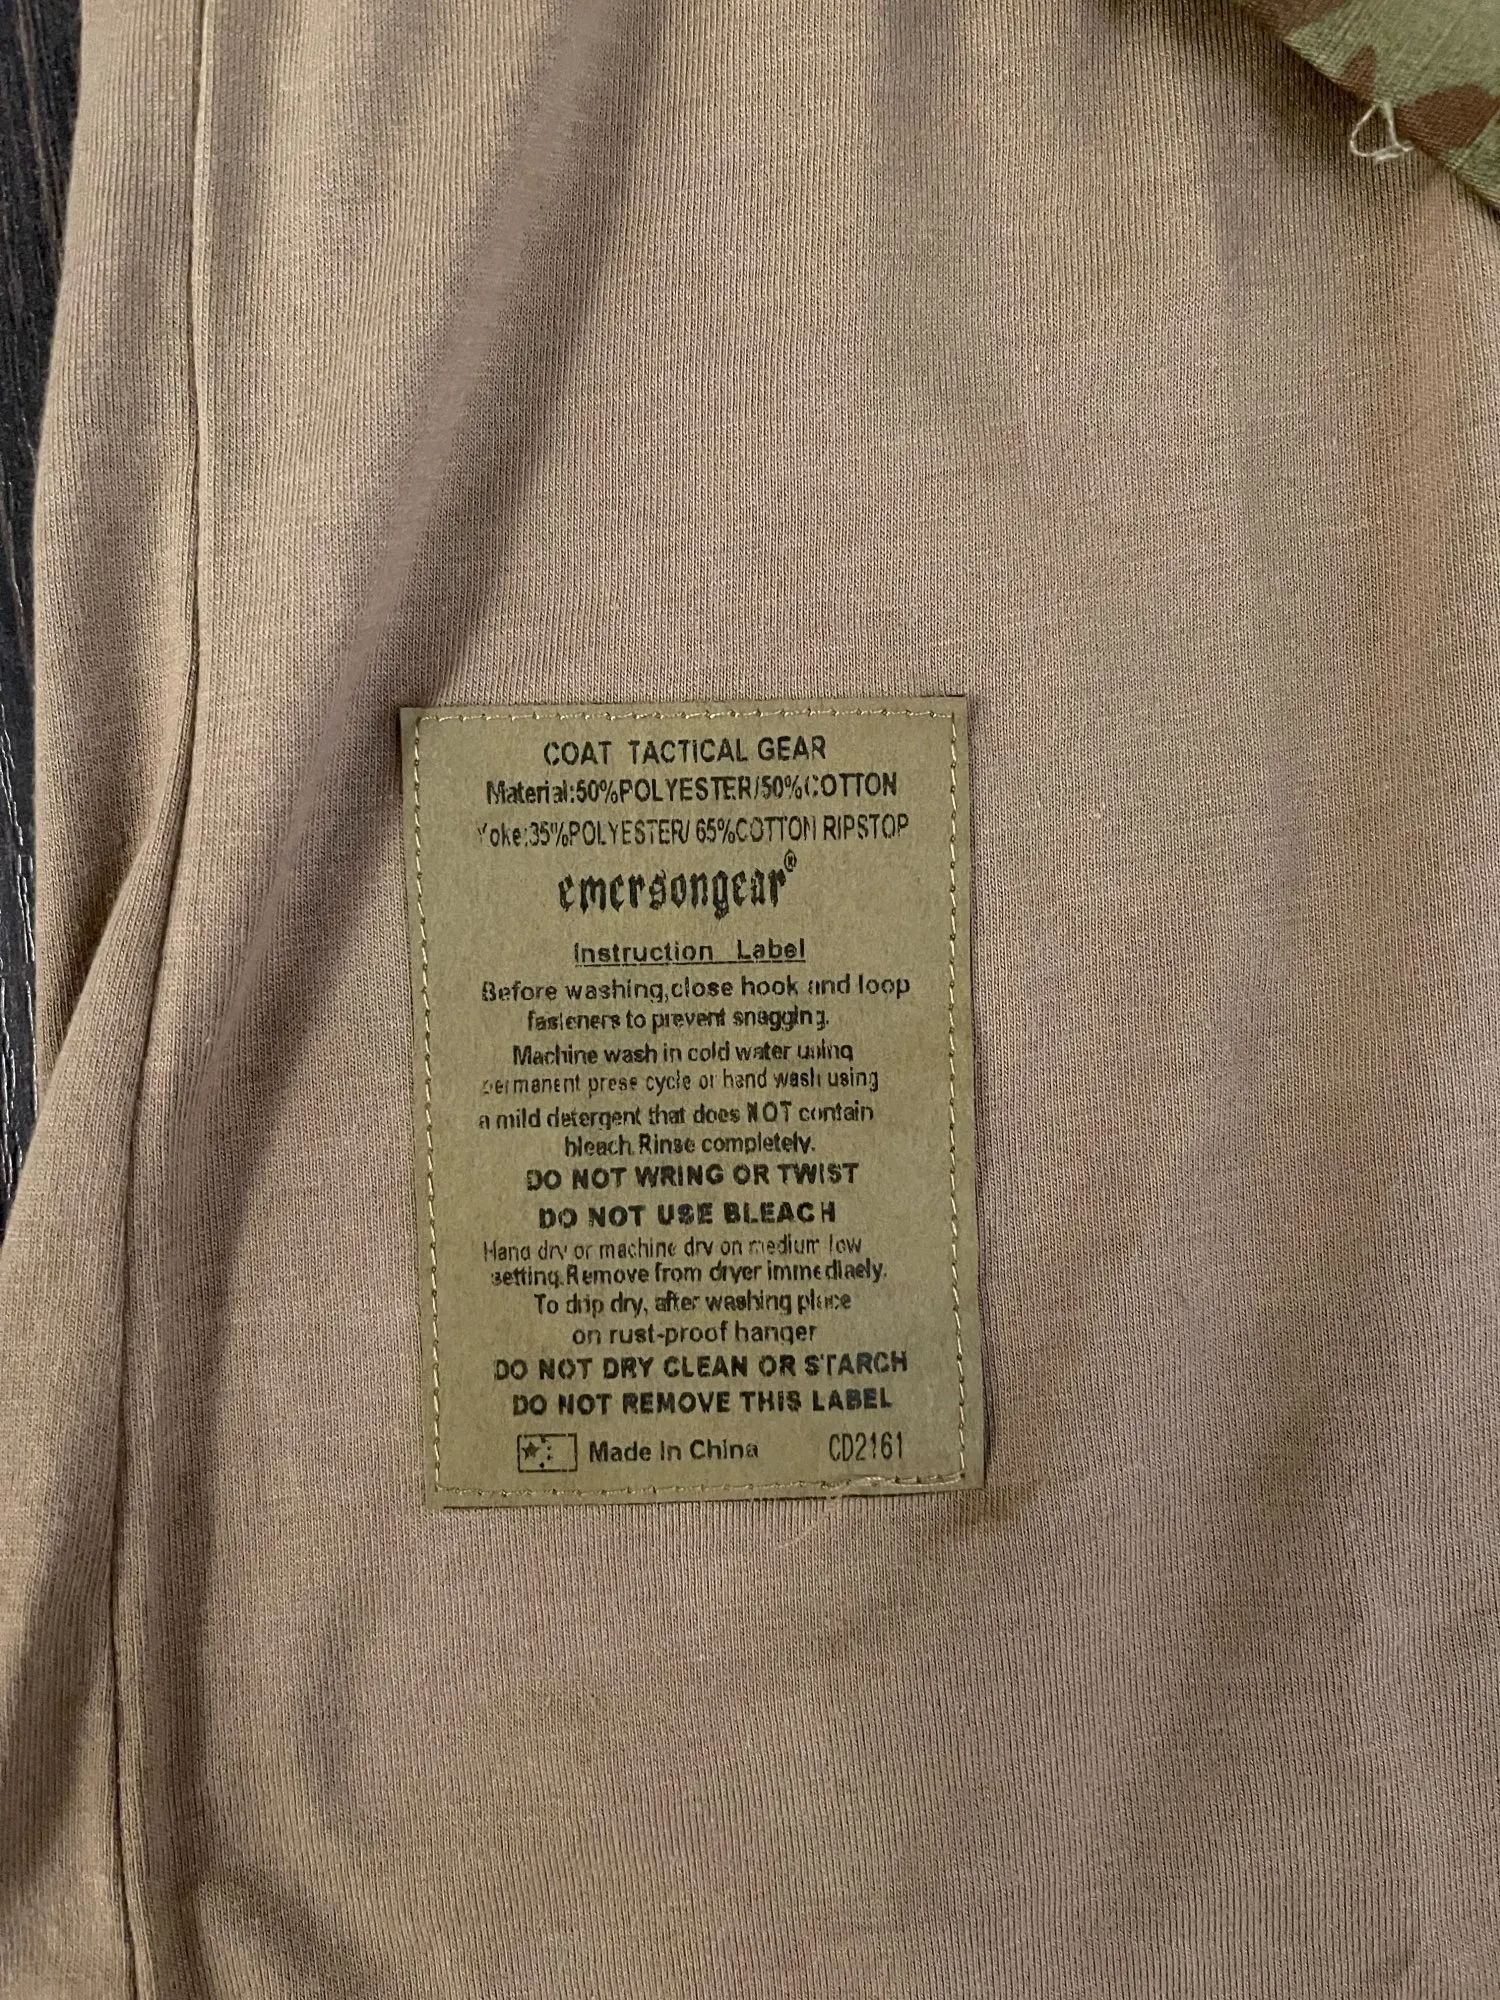 COAT TACTICAL GEAR
Material:50%POLYESTER/50%COTTON
Yoke:35%POLYESTER/ 65%COTTON RIPSTOP
emersongear®
Instruction Label
Before washing,close hook and loop
fasteners to prevent snagging.
Machine wash in cold water using
permanent press cycle or hand wash using
a mild detergent that does NOT contain
bleach.Rinse completely.
DO NOT WRING OR TWIST
DO NOT USE BLEACH
Hang dry or machine dry on medium low
setting.Remove from dryer immediaely.
To drip dry, after washing place
on rust-proof hanger
DO NOT DRY CLEAN OR STARCH
DO NOT REMOVE THIS LABEL
Made In China CD2161